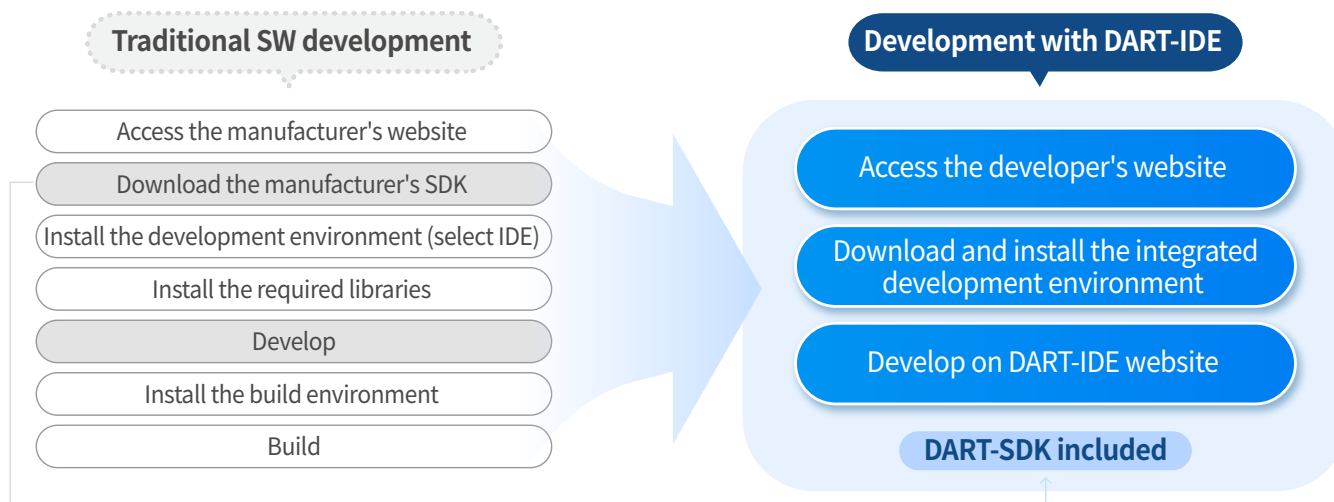 Traditional SW development
Access the manufacturer's website
Download the manufacturer's SDK
Install the development environment (select IDE)
Install the required libraries
Develop
Install the build environment
Build
Development with DART-IDE
Access the developer's website
Download and install the integrated
development environment
Develop on DART-IDE website
DART-SDK included